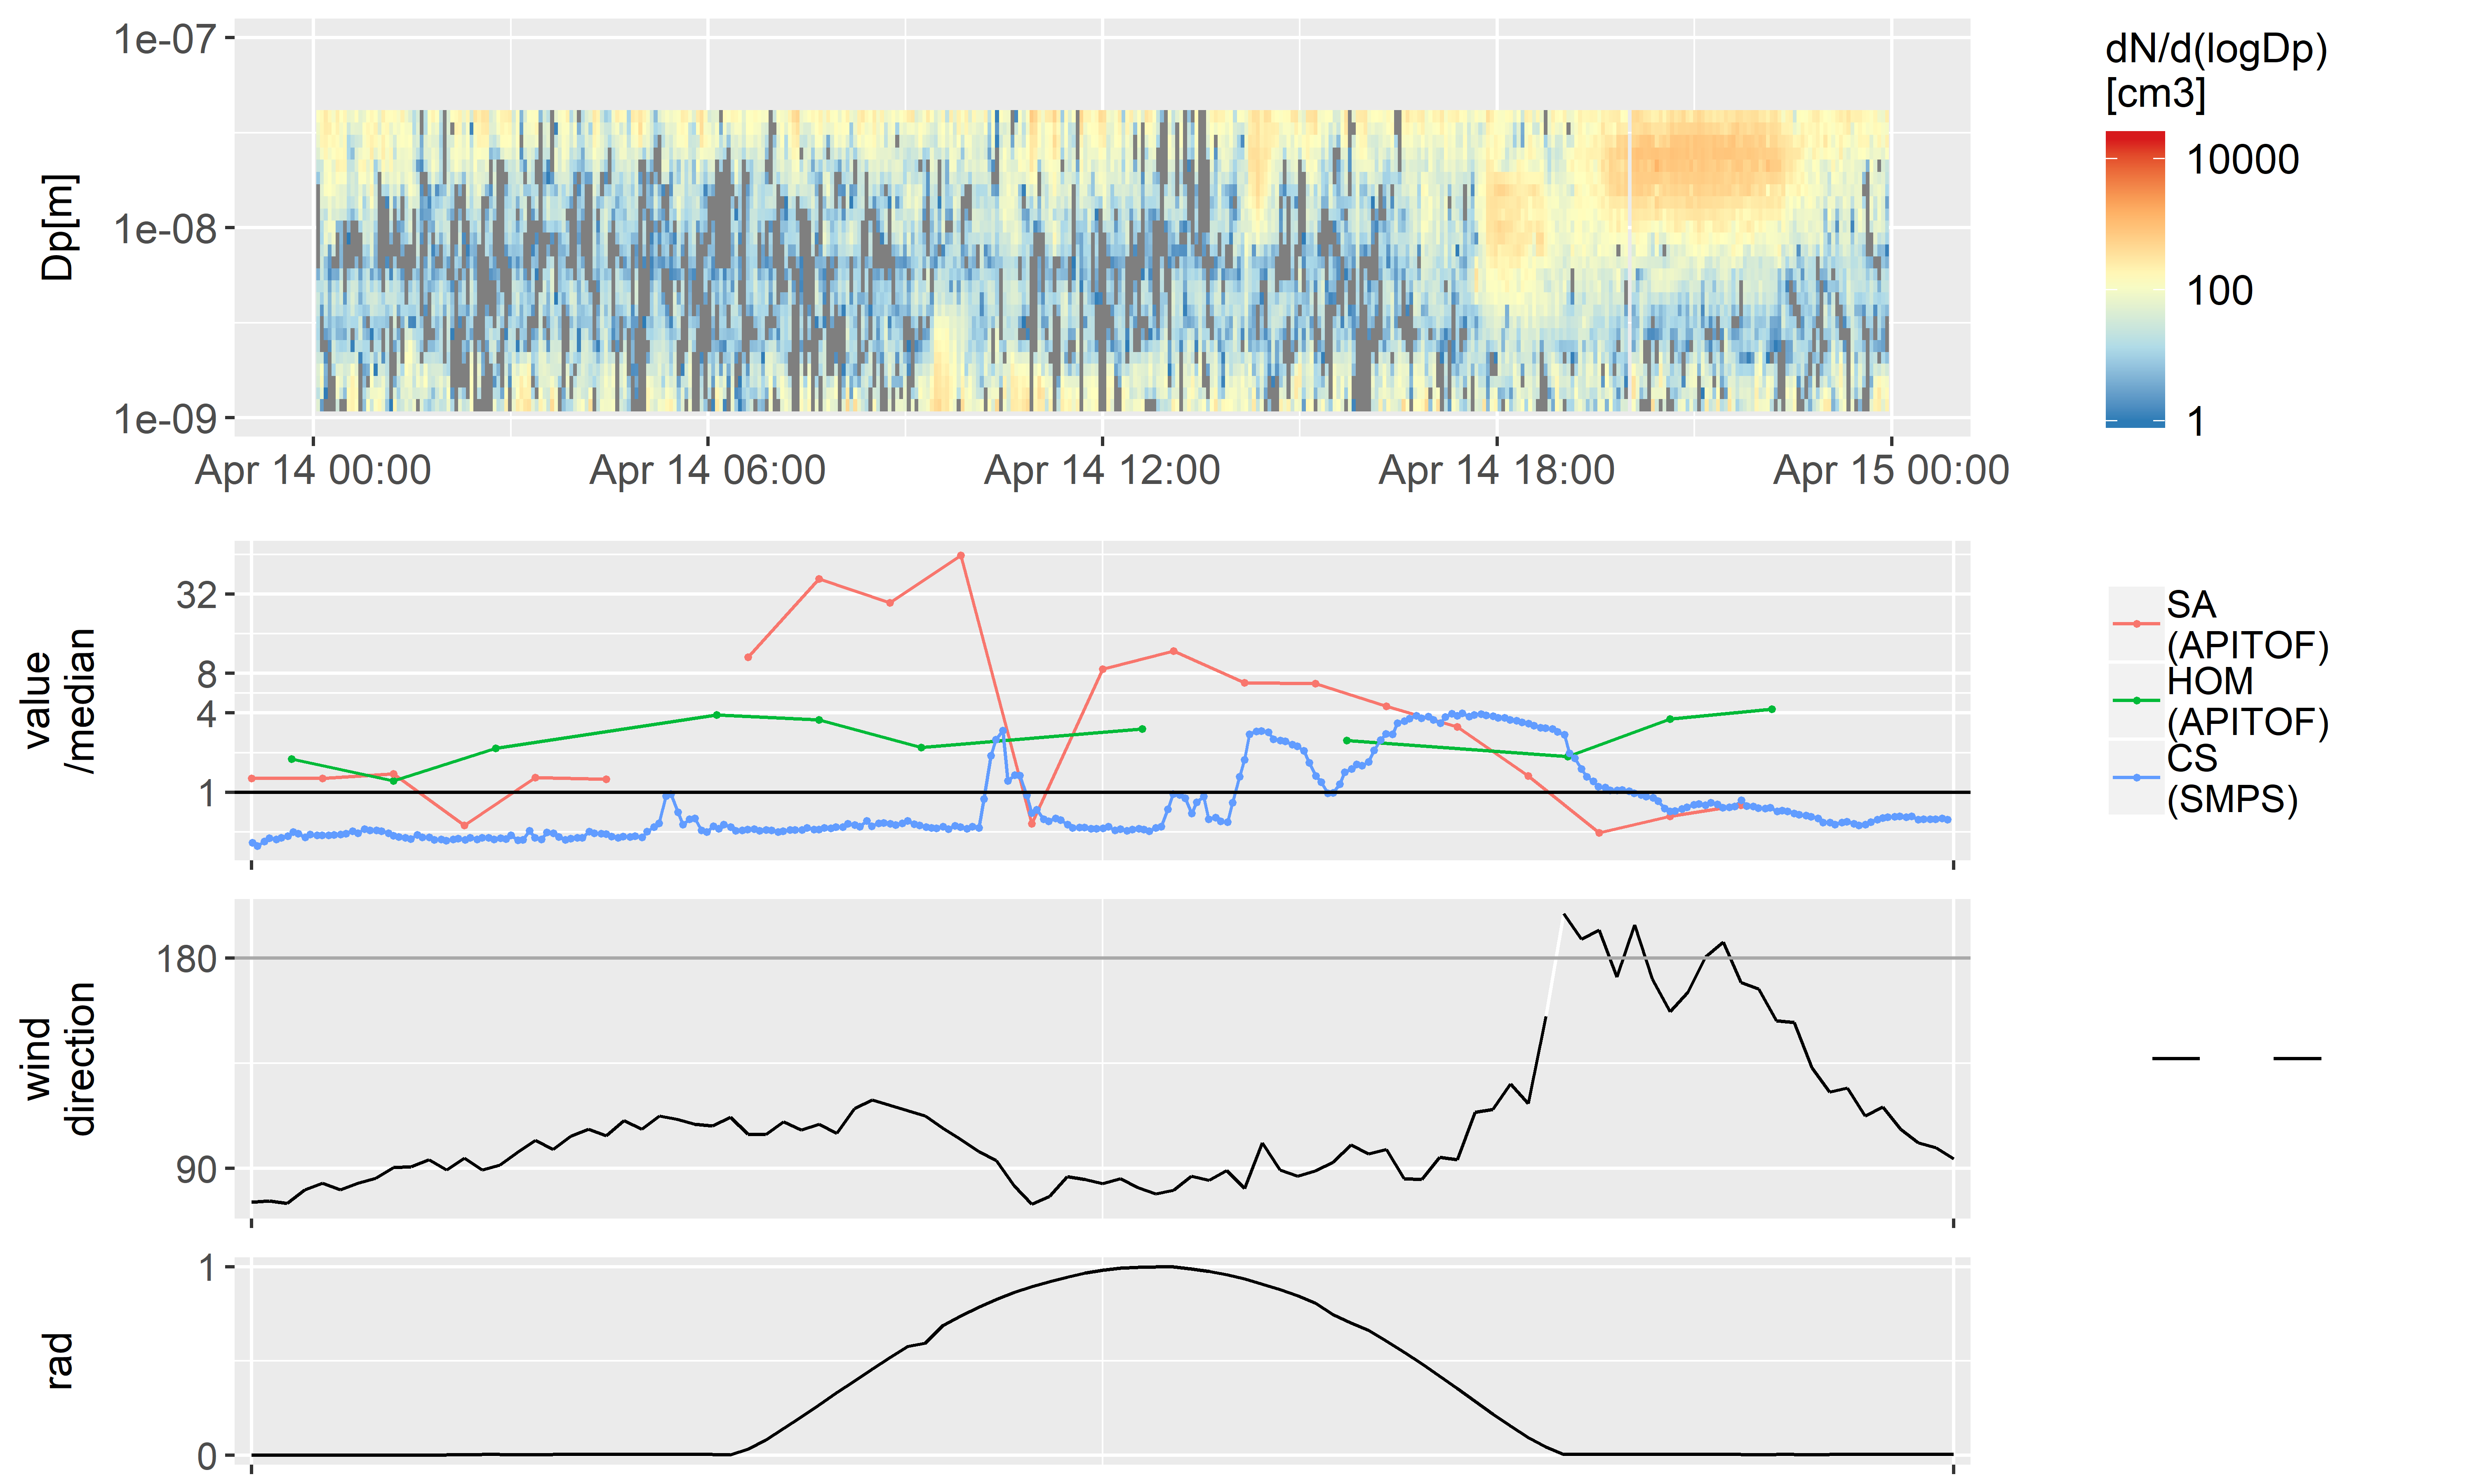 1e-07
1e-08
1e-09
Dp[m]
Apr 14 00:00
Apr 14 06:00
Apr 14 12:00
Apr 14 18:00
Apr 15 00:00
dN/d(logDp)
[cm3]
10000
100
1
32
8
4
1
value
/median
SA
(APITOF)
HOM
(APITOF)
CS
(SMPS)
180
90
wind
direction
1
0
rad